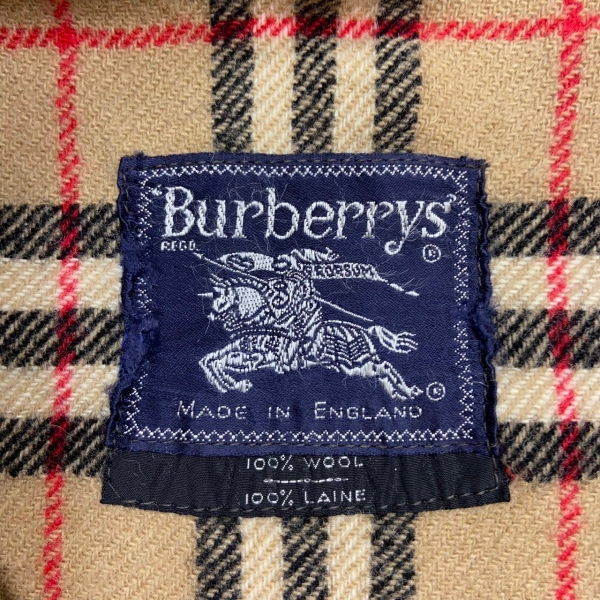 Burberrys®
REGD.
PRORSUM
®
MADE IN ENGLAND
100% WOOL
100% LAINE